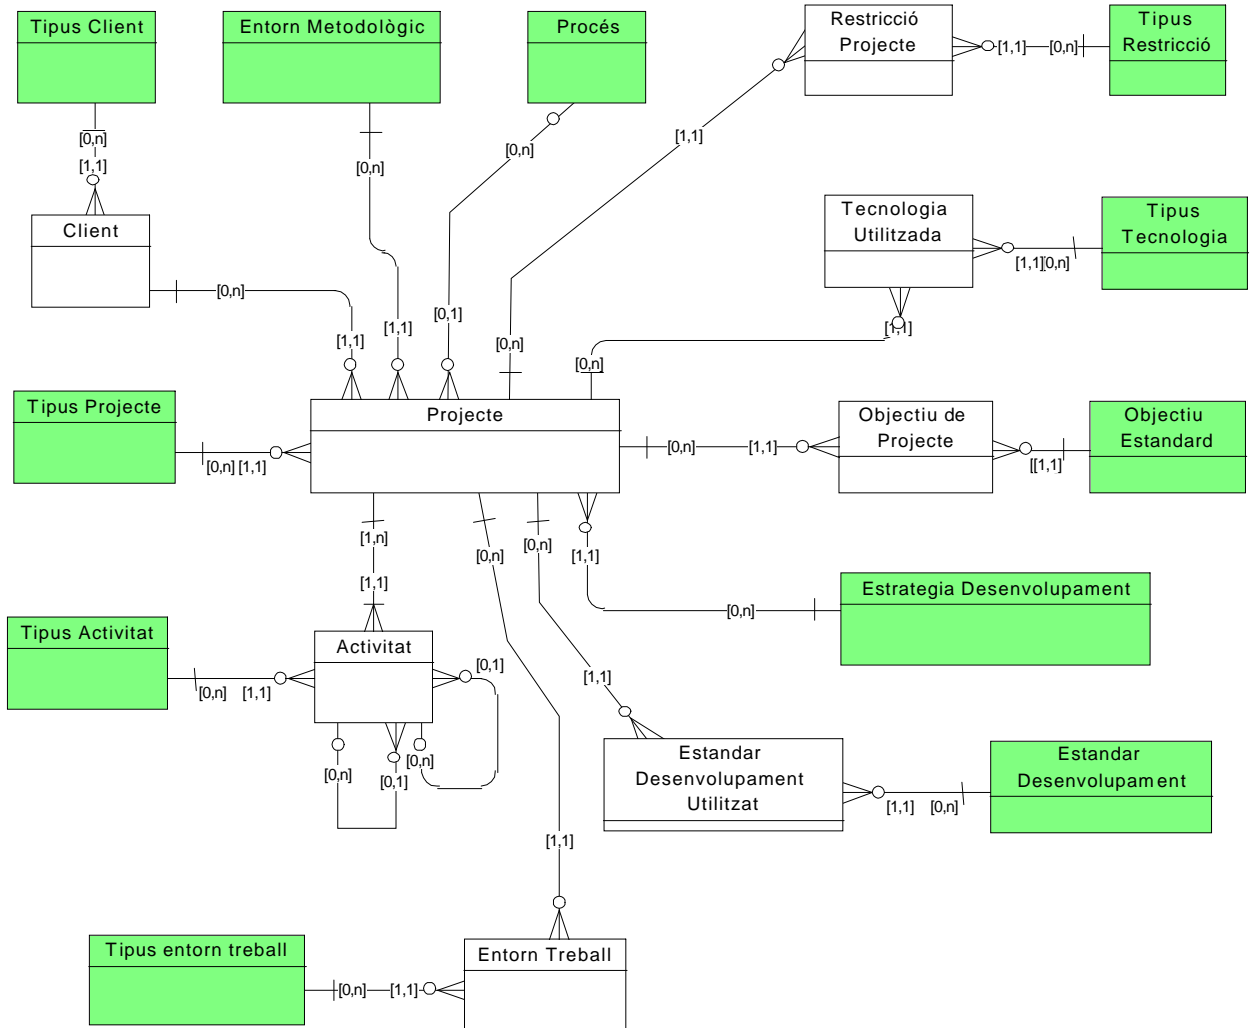 Tipus Client
Entorn Metodològic
Procés
Restricció
Projecte
Tipus
Restricció
[1,1]
[0,n]
[0,n]
[1,1]
[0,n]
[0,n]
[1,1]
Client
Tecnologia
Utilitzada
Tipus
Tecnologia
[1,1]
[0,n]
[0,n]
[1,1]
[1,1]
[0,1]
[0,n]
[1,1]
[0,n]
Tipus Projecte
Projecte
Objectiu de
Projecte
Objectiu
Estandard
[0,n]
[1,1]
[0,n]
[1,1]
[[1,1]
[1,n]
[0,n]
[0,n]
[1,1]
[1,1]
Estrategia Desenvolupament
[0,n]
Tipus Activitat
Activitat
[0,1]
[0,n]
[1,1]
[1,1]
[0,n]
[0,1]
[0,n]
Estandar
Desenvolupament
Utilitzat
Estandar
Desenvolupament
[1,1]
[0,n]
[1,1]
Tipus entorn treball
Entorn Treball
[0,n]
[1,1]